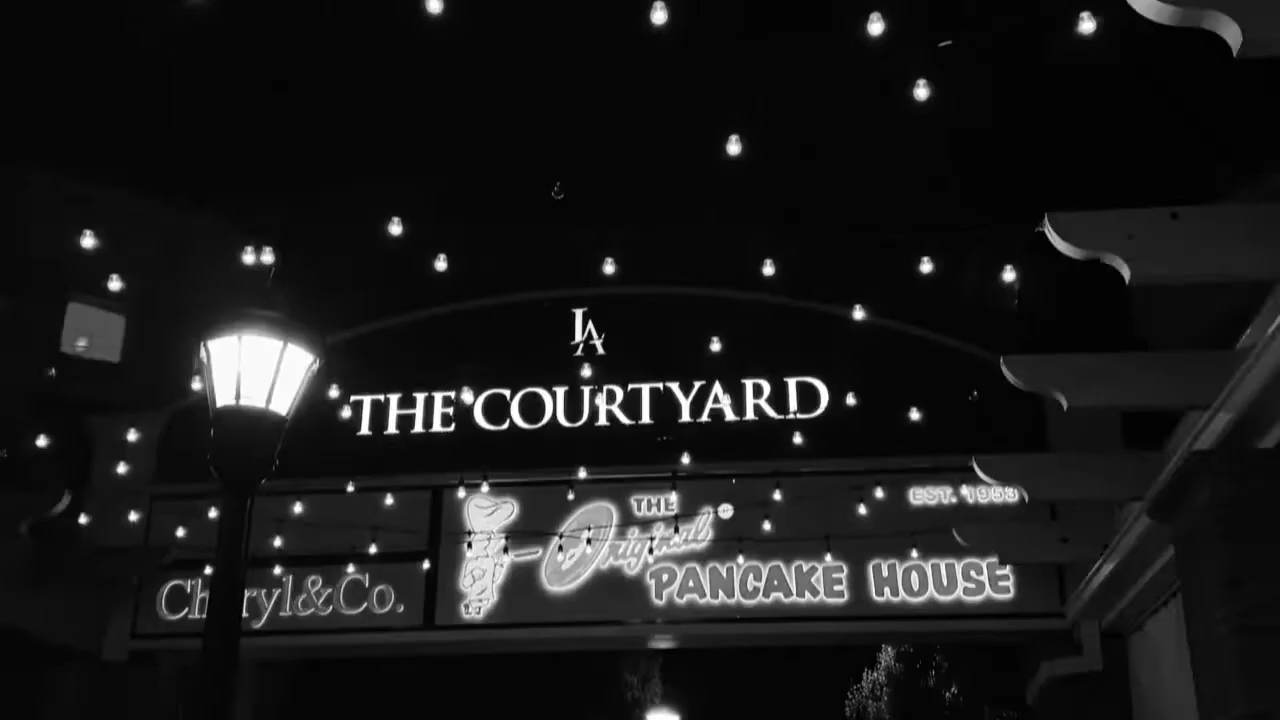 LA
THE COURTYARD
THE
Original
EST. 1953
PANCAKE HOUSE
Cheryl&Co.